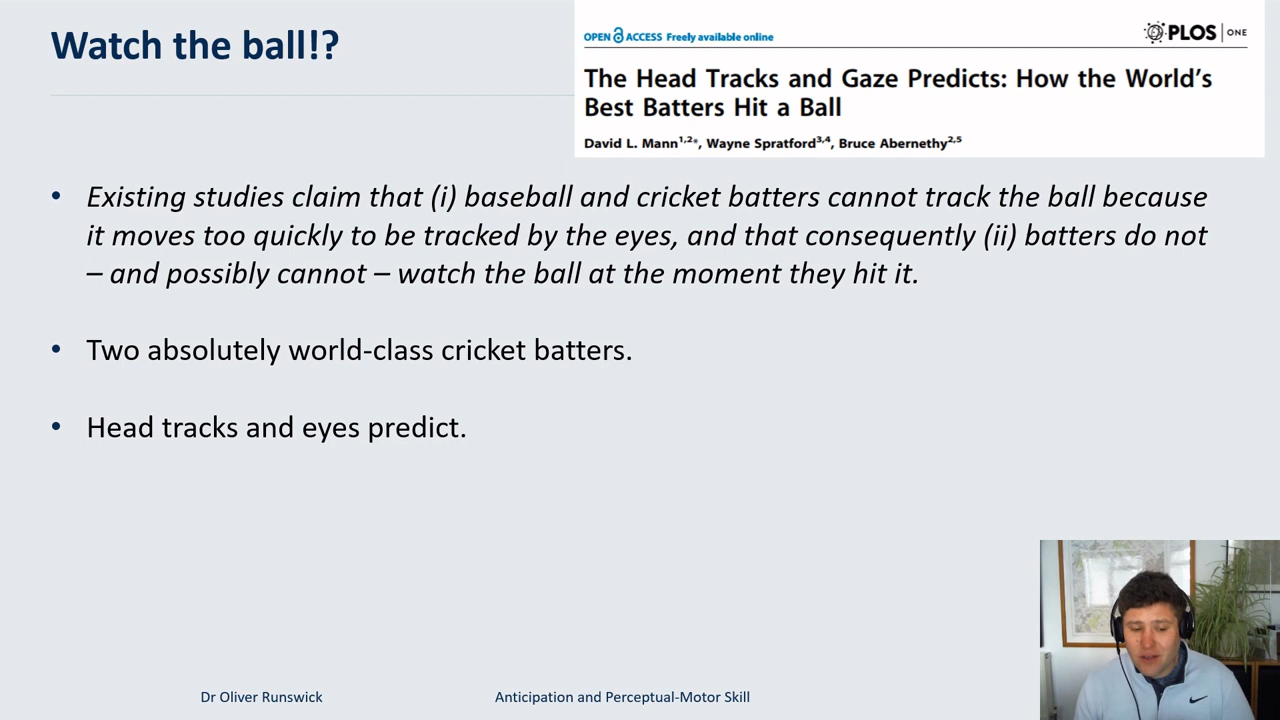 Watch the ball!?
OPEN ACCESS Freely available online
PLOS ONE
The Head Tracks and Gaze Predicts: How the World's
Best Batters Hit a Ball
David L. Mann1,2*, Wayne Spratford3,4, Bruce Abernethy2,5
• Existing studies claim that (i) baseball and cricket batters cannot track the ball because
it moves too quickly to be tracked by the eyes, and that consequently (ii) batters do not
– and possibly cannot – watch the ball at the moment they hit it.
• Two absolutely world-class cricket batters.
• Head tracks and eyes predict.
Dr Oliver Runswick
Anticipation and Perceptual-Motor Skill